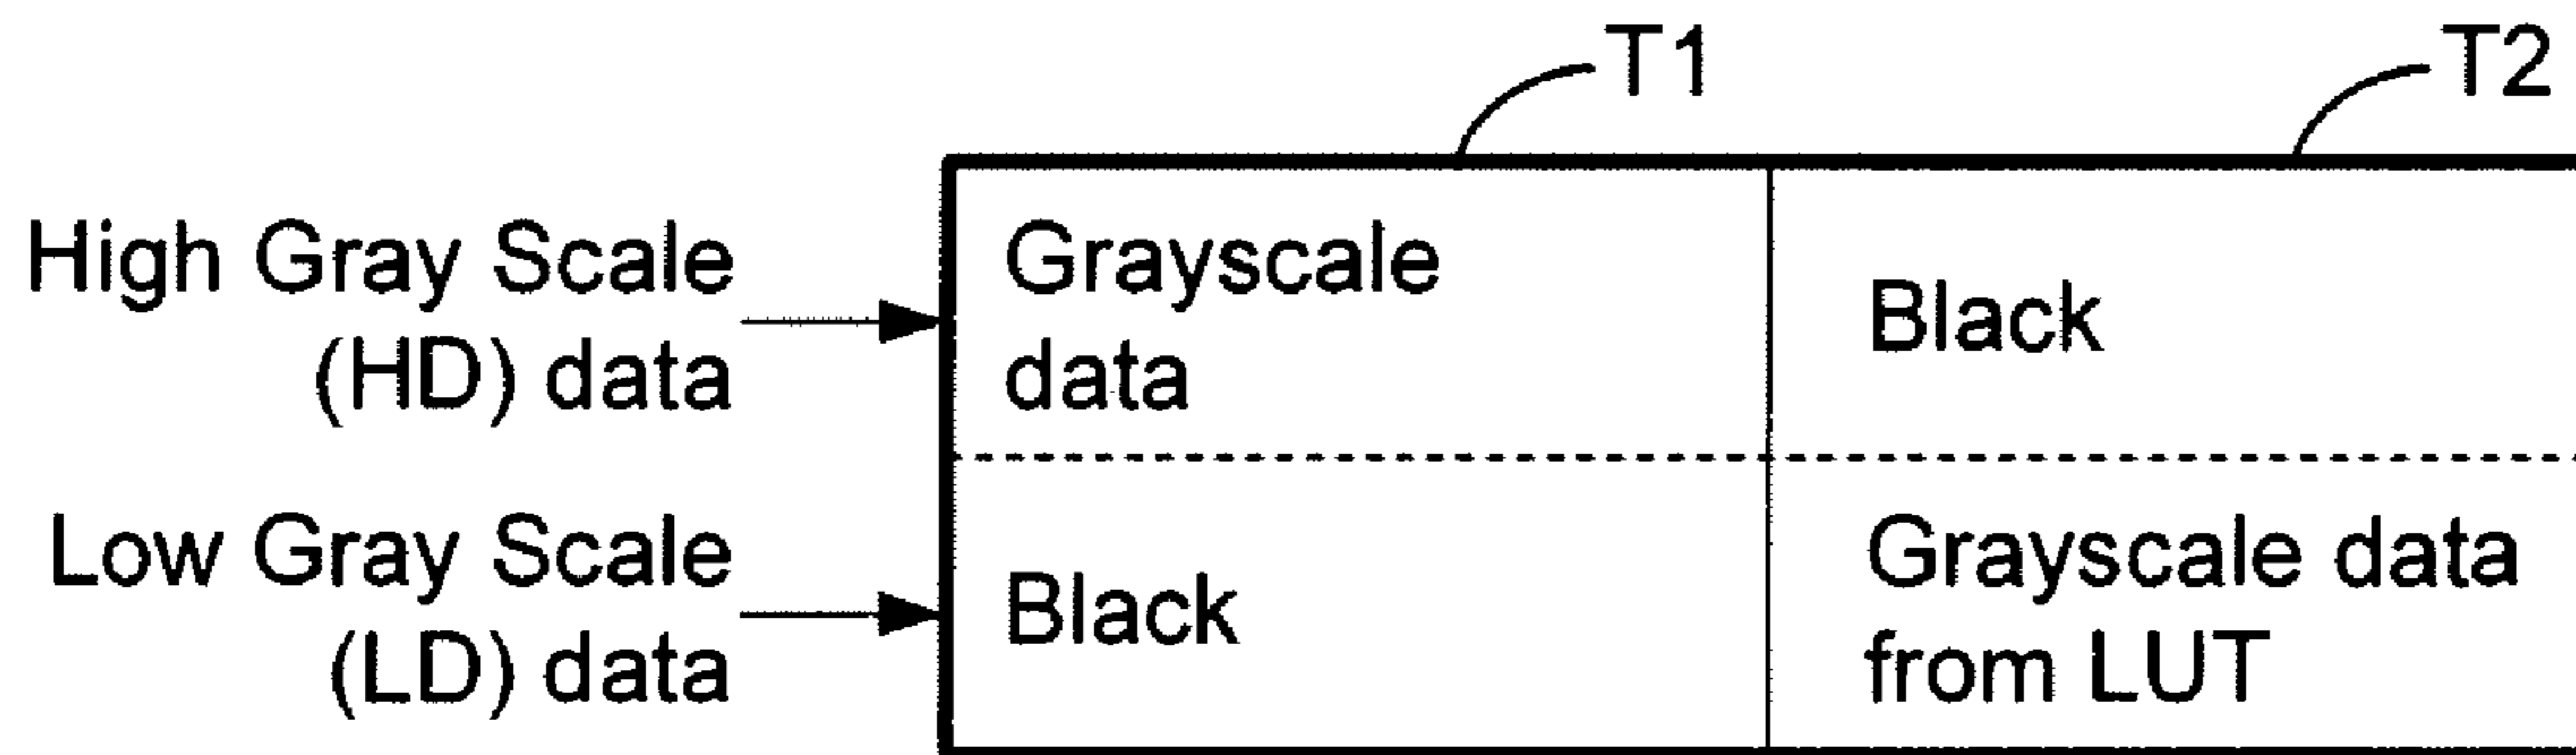 T1
T2
High Gray Scale
(HD) data
Grayscale
data
Black
Low Gray Scale
(LD) data
Black
Grayscale data
from LUT